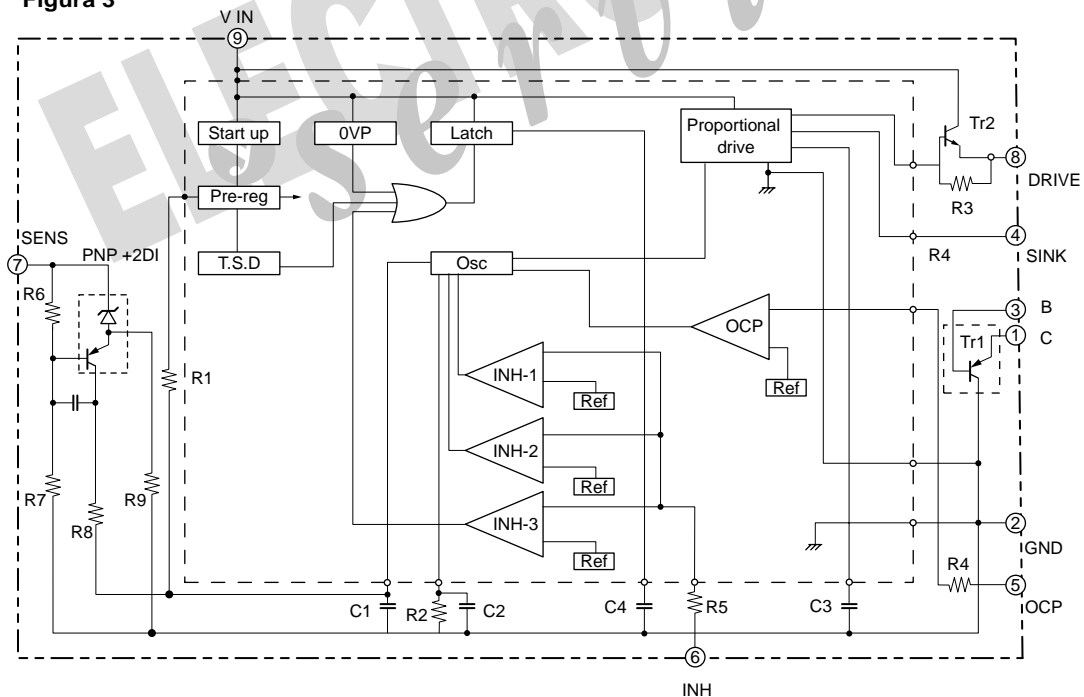 Figura 3
ELECT
Servi
V IN
9
Start up
0VP
Latch
Proportional
drive
Tr2
8
DRIVE
R3
Pre-reg
SENS
7
PNP +2DI
T.S.D
Osc
R4
4
SINK
R6
3
B
OCP
Tr1
1
C
R1
INH-1
Ref
Ref
INH-2
Ref
R7
R9
R8
INH-3
Ref
2
GND
R4
5
OCP
C1
R2
C2
C4
R5
C3
6
INH